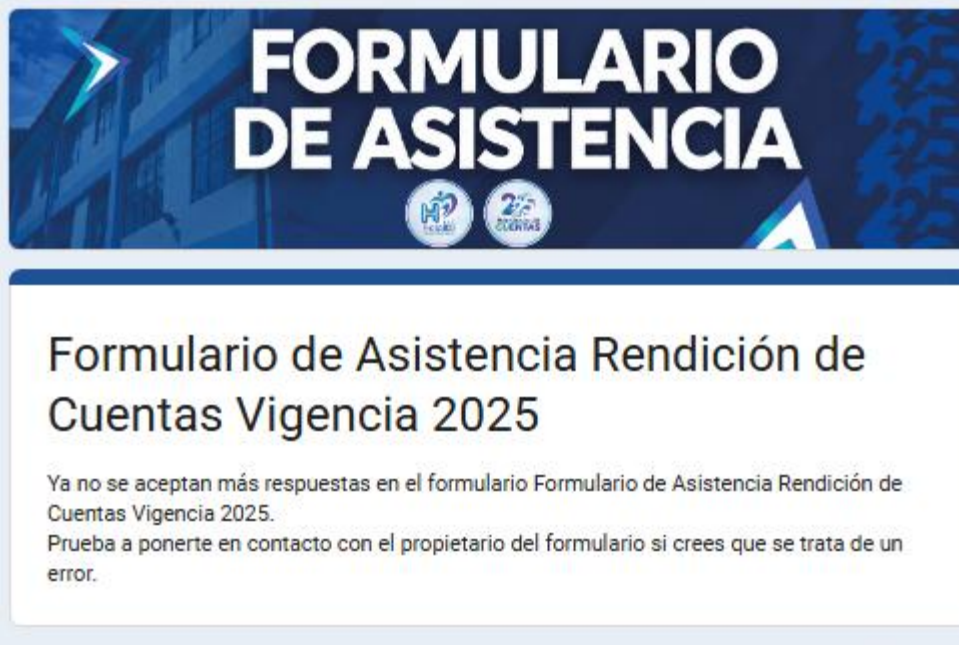 FORMULARIO
DE ASISTENCIA
CUENTAS
Formulario de Asistencia Rendición de
Cuentas Vigencia 2025
Ya no se aceptan más respuestas en el formulario Formulario de Asistencia Rendición de
Cuentas Vigencia 2025.
Prueba a ponerte en contacto con el propietario del formulario si crees que se trata de un
error.